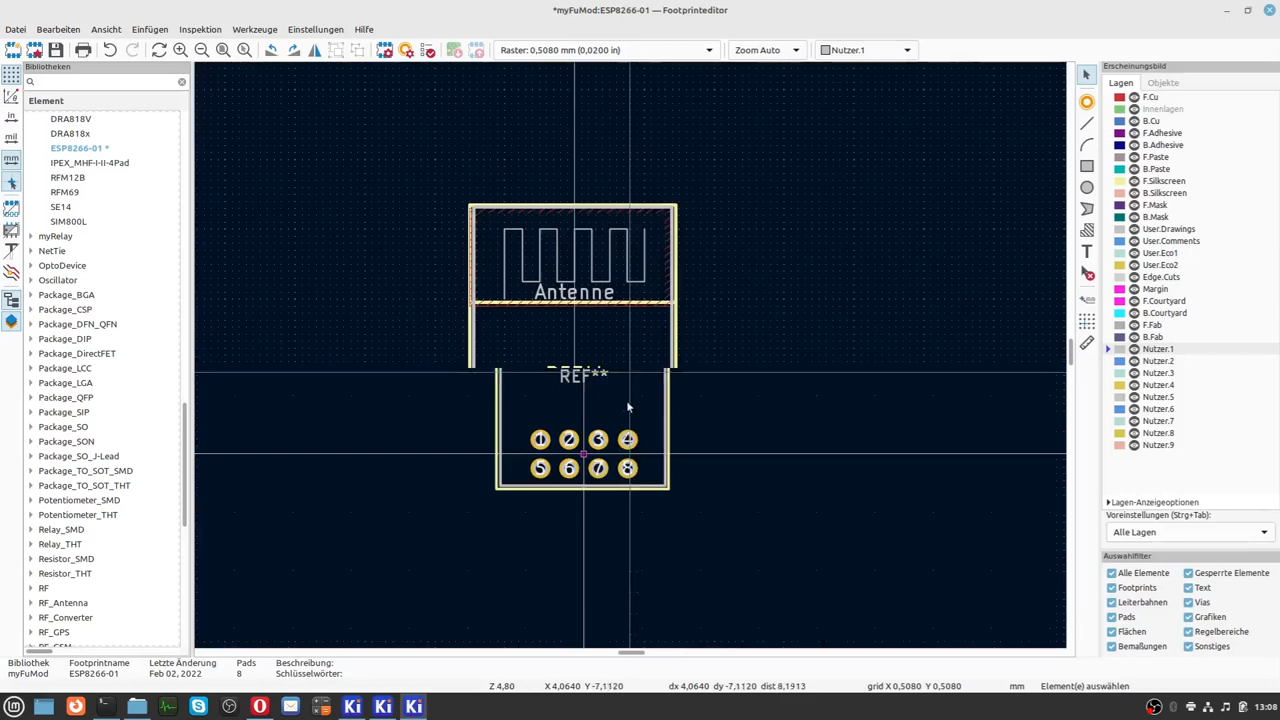 *myFuMod:ESP8266-01 — Footprinteditor
Datei Bearbeiten Ansicht Einfügen Inspektion Werkzeuge Einstellungen Hilfe
Raster: 0,5080 mm (0,0200 in) Zoom Auto Nutzer.1
Bibliotheken
Element
DRA818V
DRA818x
ESP8266-01 *
IPEX_MHF-I-II-4Pad
RFM12B
RFM69
SE14
SIM800L
myRelay
NetTie
OptoDevice
Oscillator
Package_BGA
Package_CSP
Package_DFN_QFN
Package_DIP
Package_DirectFET
Package_LCC
Package_LGA
Package_QFP
Package_SIP
Package_SO
Package_SON
Package_SO_J-Lead
Package_TO_SOT_SMD
Package_TO_SOT_THT
Potentiometer_SMD
Potentiometer_THT
Relay_SMD
Relay_THT
Resistor_SMD
Resistor_THT
RF
RF_Antenna
RF_Converter
RF_GPS
in
mil
mm
Antenne
REF**
1 2 3 4
5 6 7 8
Erscheinungsbild
Lagen Objekte
F.Cu
Innenlagen
B.Cu
F.Adhesive
B.Adhesive
F.Paste
B.Paste
F.Silkscreen
B.Silkscreen
F.Mask
B.Mask
User.Drawings
User.Comments
User.Eco1
User.Eco2
Edge.Cuts
Margin
F.Courtyard
B.Courtyard
F.Fab
B.Fab
Nutzer.1
Nutzer.2
Nutzer.3
Nutzer.4
Nutzer.5
Nutzer.6
Nutzer.7
Nutzer.8
Nutzer.9
Lagen-Anzeigeoptionen
Voreinstellungen (Strg+Tab):
Alle Lagen
Auswahlfilter
Alle Elemente Gesperrte Elemente
Footprints Text
Leiterbahnen Vias
Pads Grafiken
Flächen Regelbereiche
Bemaßungen Sonstiges
Bibliothek Footprintname Letzte Änderung Pads Beschreibung:
myFuMod ESP8266-01 Feb 02, 2022 8 Schlüsselwörter:
Z 4,80 X 4,0640 Y -7,1120 dx 4,0640 dy -7,1120 dist 8,1913 grid X 0,5080 Y 0,5080 mm Element(e) auswählen
Ki Ki Ki 13:08